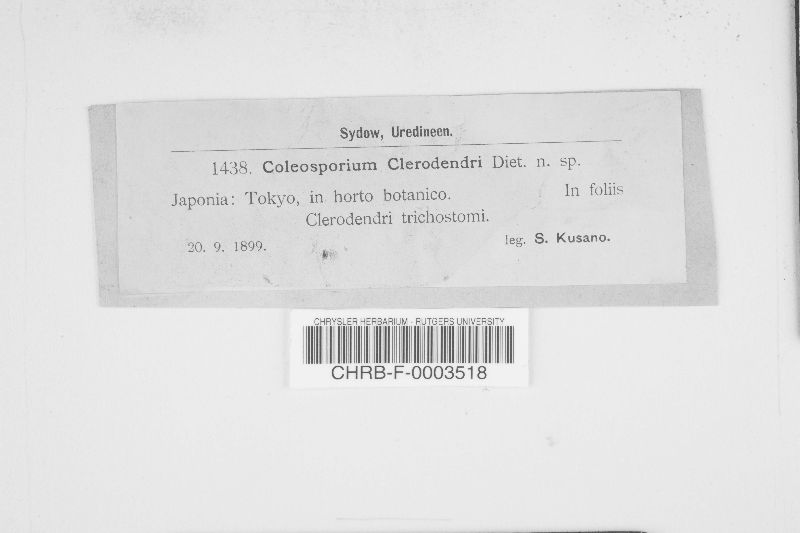 Sydow, Uredineen.
1438. Coleosporium Clerodendri Diet. n. sp.
Japonia: Tokyo, in horto botanico. In foliis
Clerodendri trichostomi.
20. 9. 1899. leg. S. Kusano.
CHRYSLER HERBARIUM - RUTGERS UNIVERSITY
CHRB-F-0003518